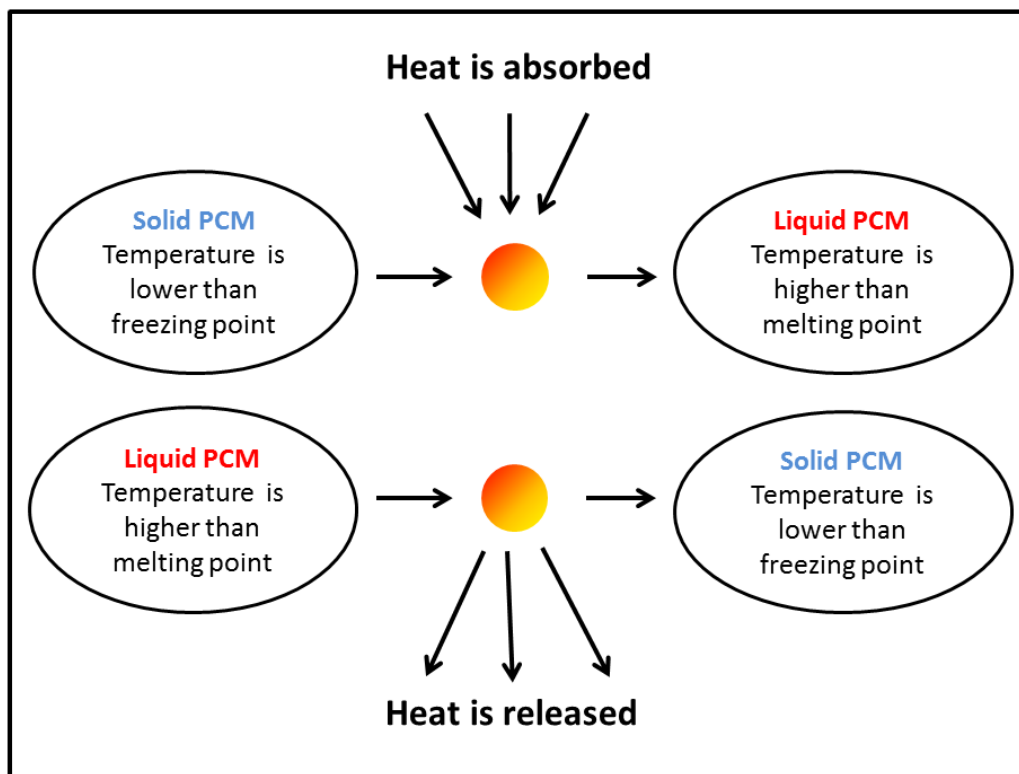 Heat is absorbed
Solid PCM
Temperature is
lower than
freezing point
Liquid PCM
Temperature is
higher than
melting point
Liquid PCM
Temperature is
higher than
melting point
Solid PCM
Temperature is
lower than
freezing point
Heat is released